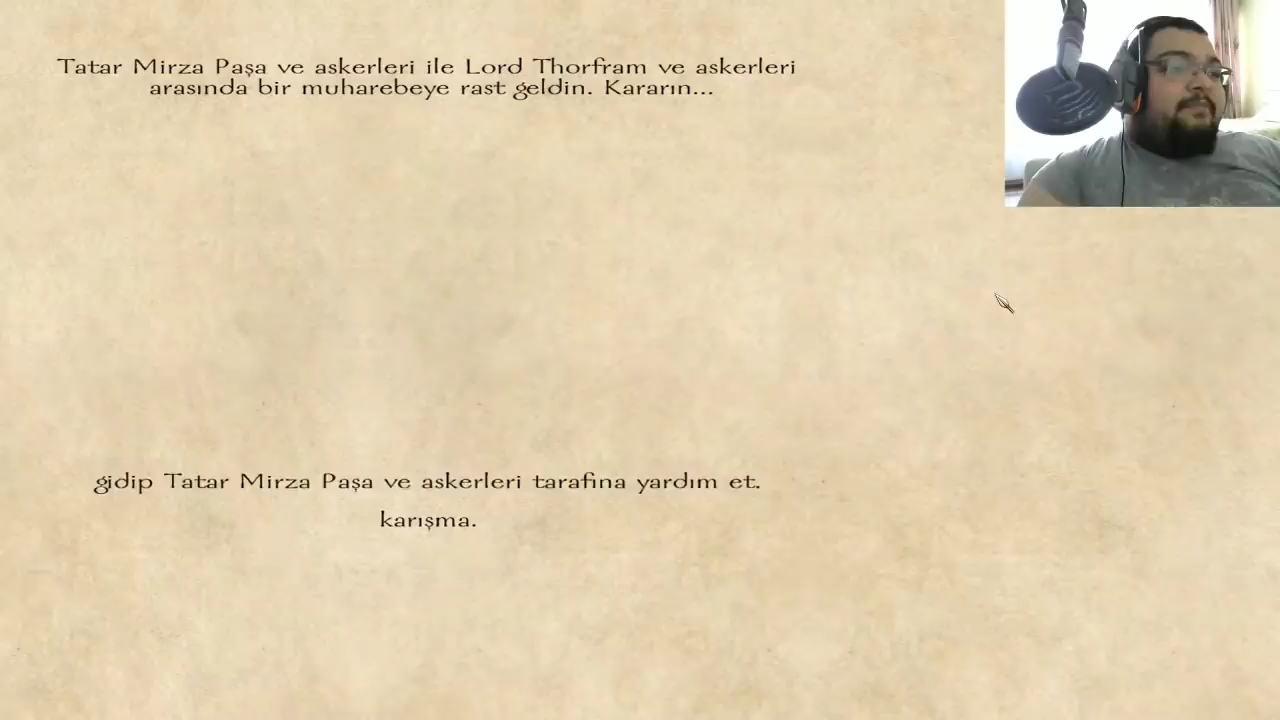 Tatar Mirza Paşa ve askerleri ile Lord Thorfram ve askerleri
arasında bir muharebeye rast geldin. Kararın...
gidip Tatar Mirza Paşa ve askerleri tarafına yardım et.
karışma.